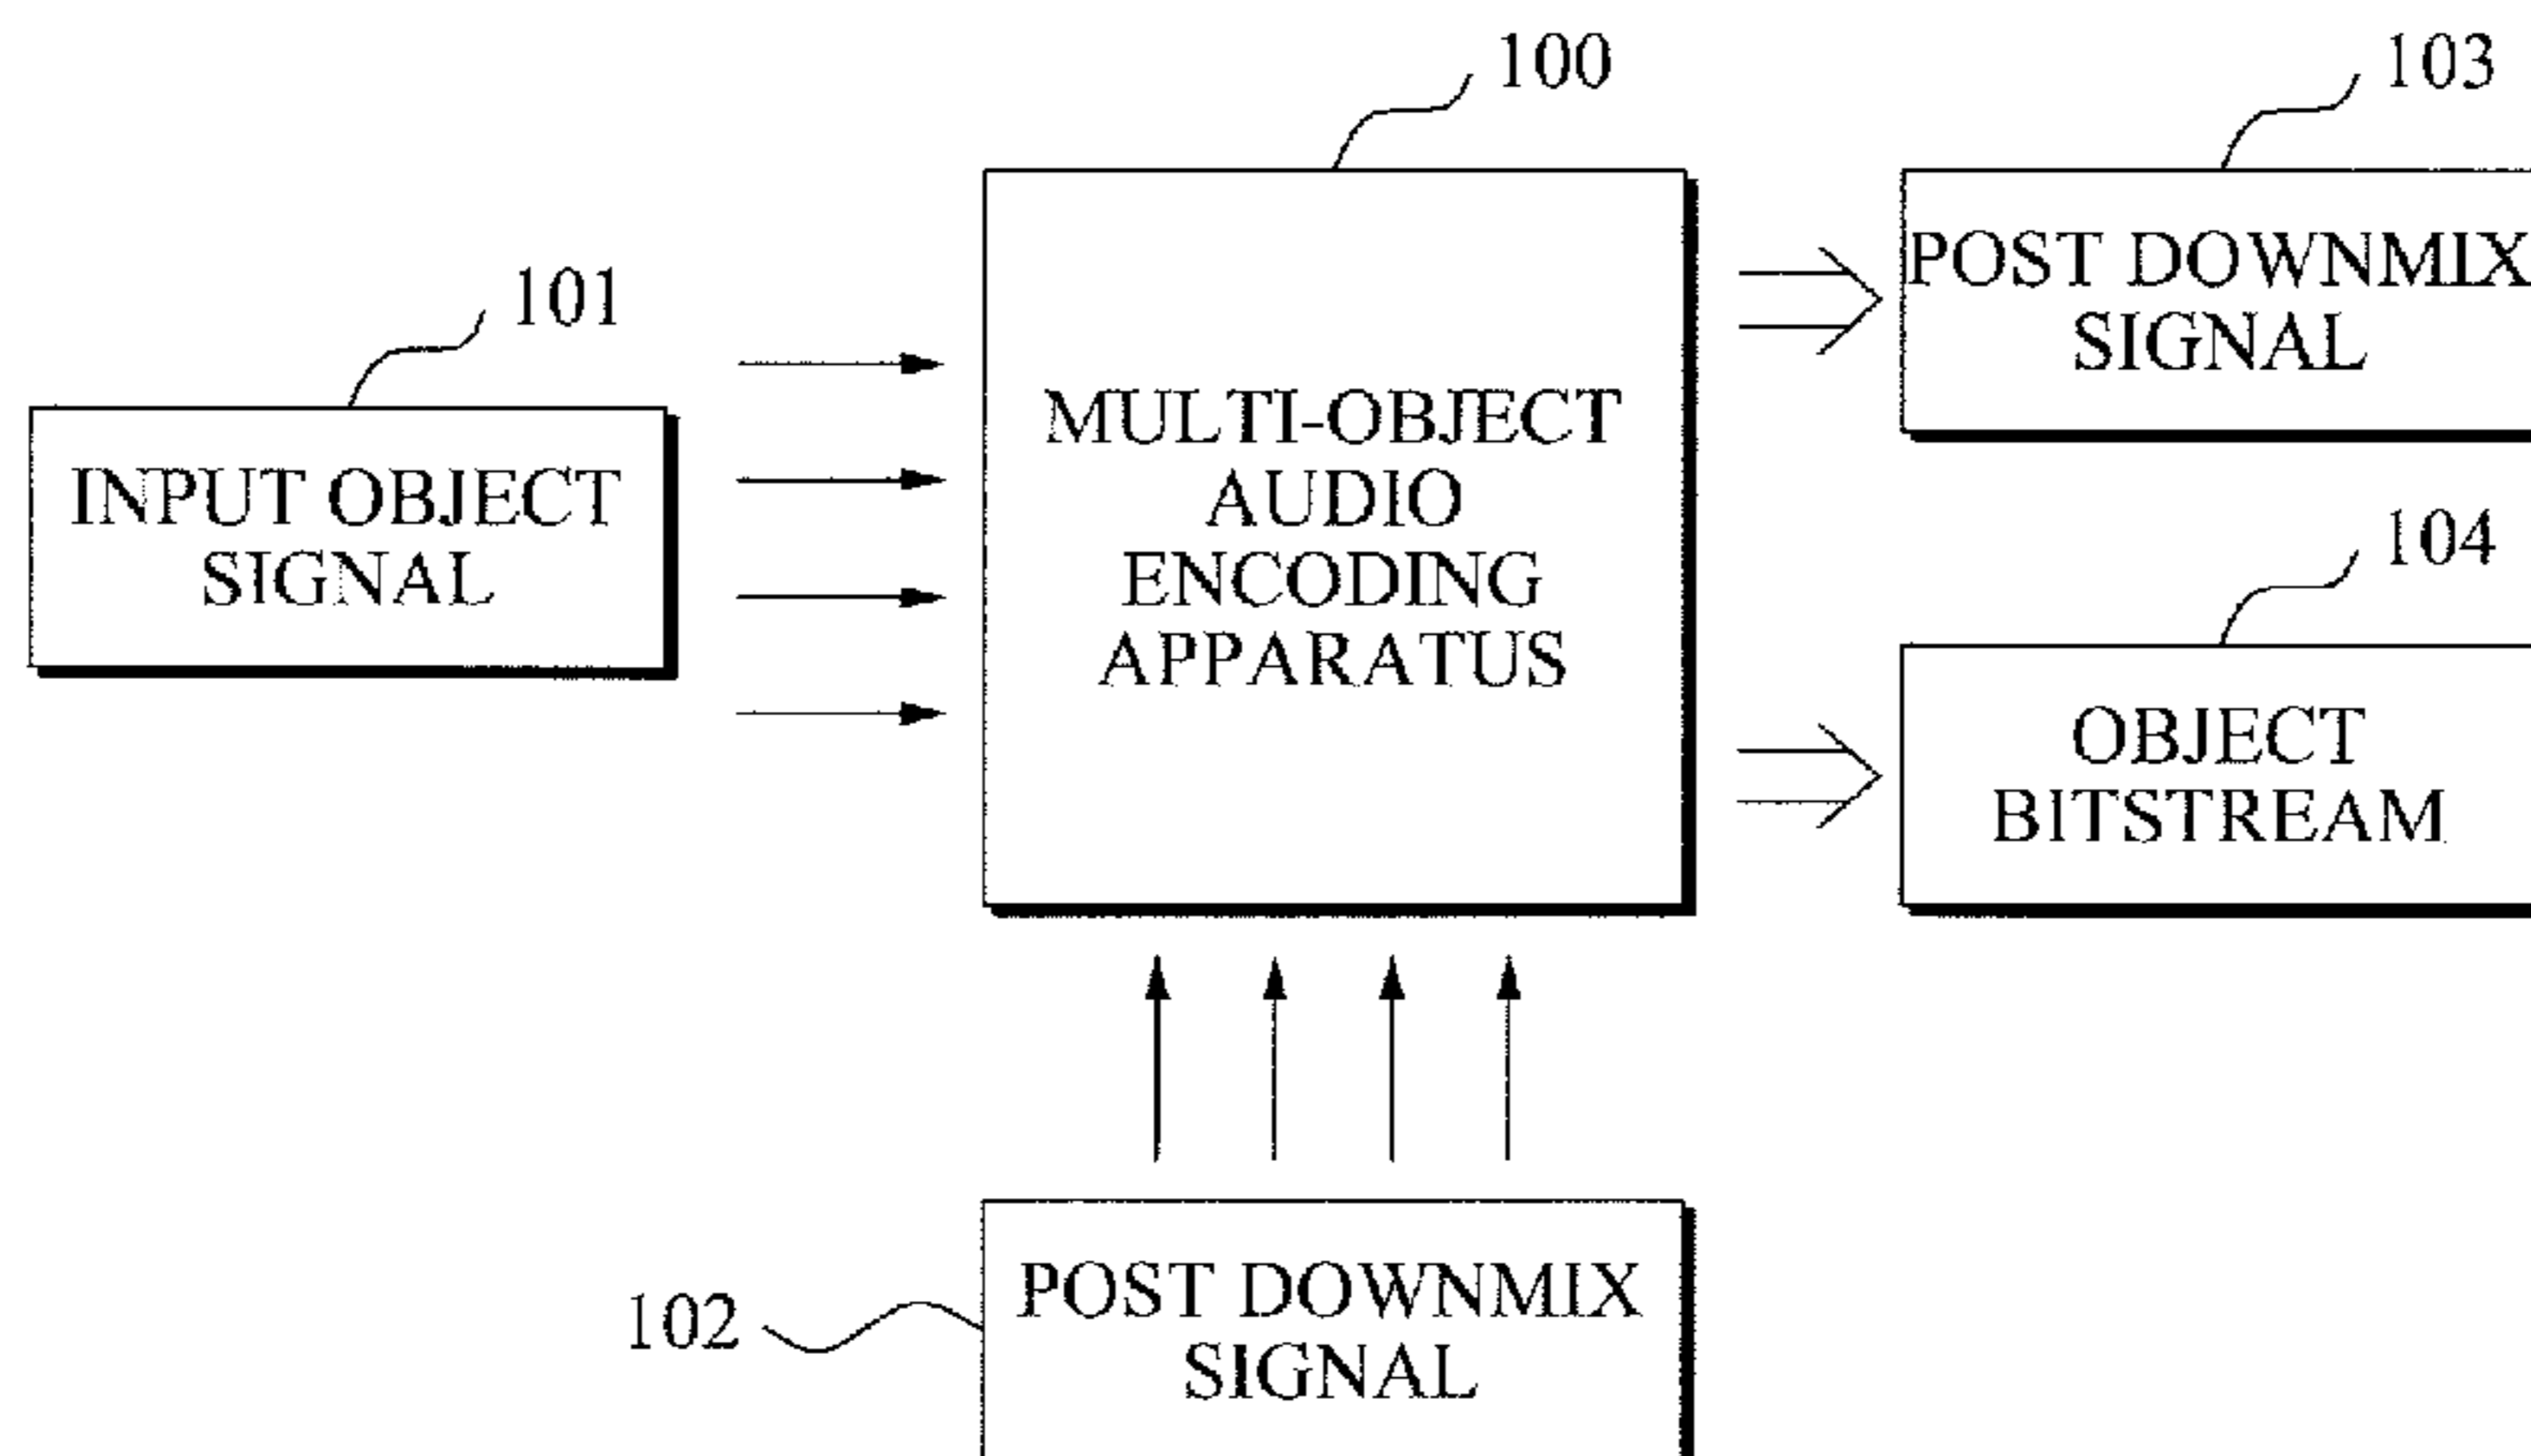 100
103
101
POST DOWNMIX
SIGNAL
INPUT OBJECT
SIGNAL
MULTI-OBJECT
AUDIO
ENCODING
APPARATUS
104
OBJECT
BITSTREAM
102
POST DOWNMIX
SIGNAL